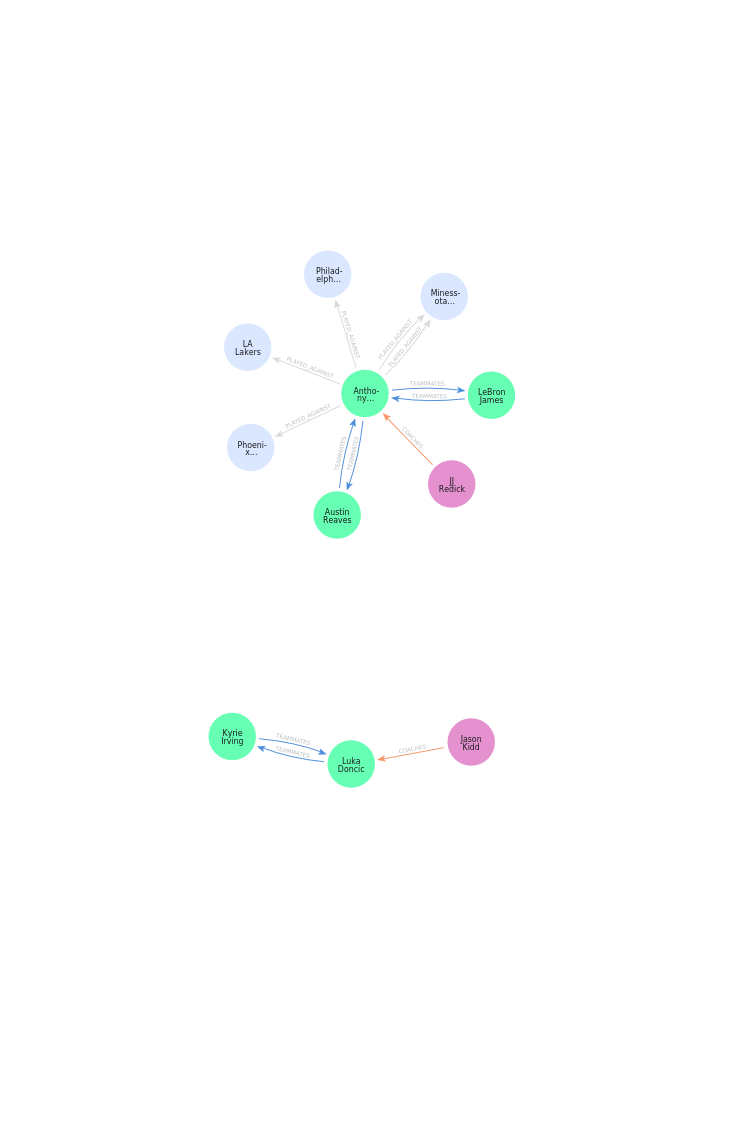 Philad-
elph...
Miness-
ota...
PLAYED_AGAINST
PLAYED_AGAINST
PLAYED_AGAINST
LA
Lakers
PLAYED_AGAINST
Antho-
ny...
TEAMMATES
TEAMMATES
LeBron
James
PLAYED_AGAINST
Phoeni-
x...
COACHES
TEAMMATES
TEAMMATES
JJ
Redick
Austin
Reaves
Kyrie
Irving
TEAMMATES
TEAMMATES
Luka
Doncic
COACHES
Jason
Kidd